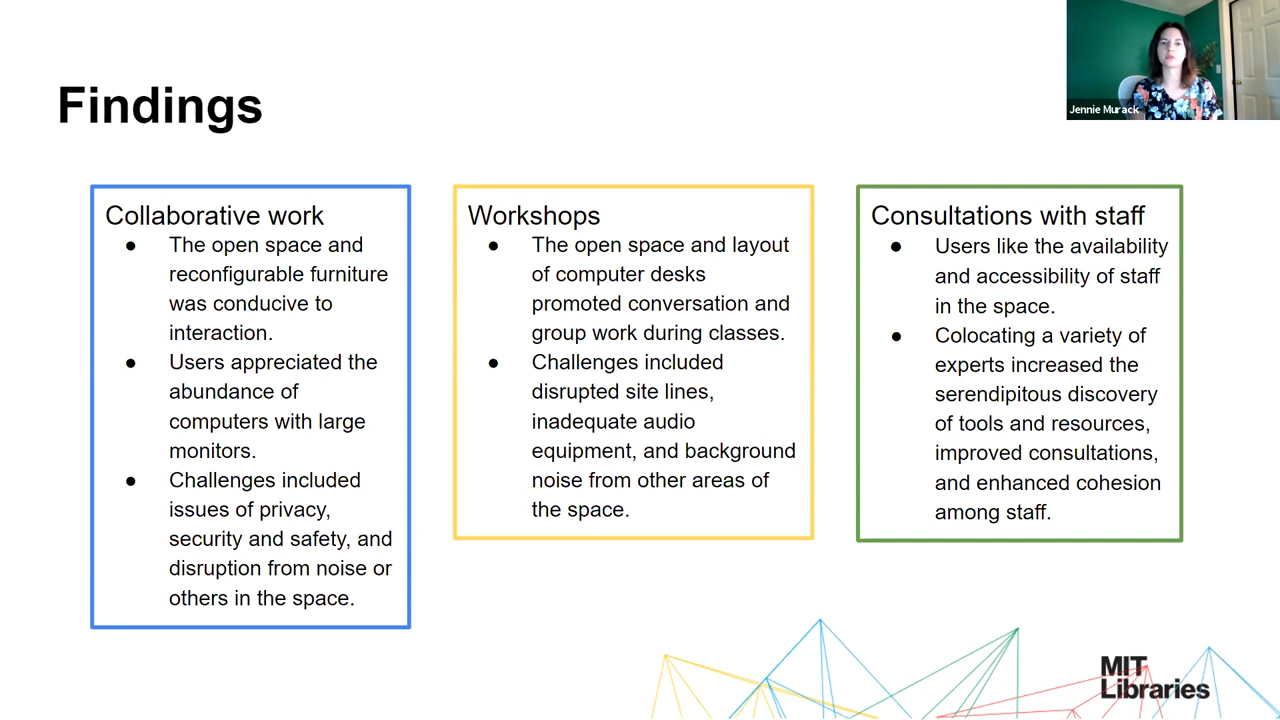 Findings
Jennie Murack
Collaborative work
● The open space and
reconfigurable furniture
was conducive to
interaction.
● Users appreciated the
abundance of
computers with large
monitors.
● Challenges included
issues of privacy,
security and safety, and
disruption from noise or
others in the space.
Workshops
● The open space and layout
of computer desks
promoted conversation and
group work during classes.
● Challenges included
disrupted site lines,
inadequate audio
equipment, and background
noise from other areas of
the space.
Consultations with staff
● Users like the availability
and accessibility of staff
in the space.
● Colocating a variety of
experts increased the
serendipitous discovery
of tools and resources,
improved consultations,
and enhanced cohesion
among staff.
MIT
Libraries